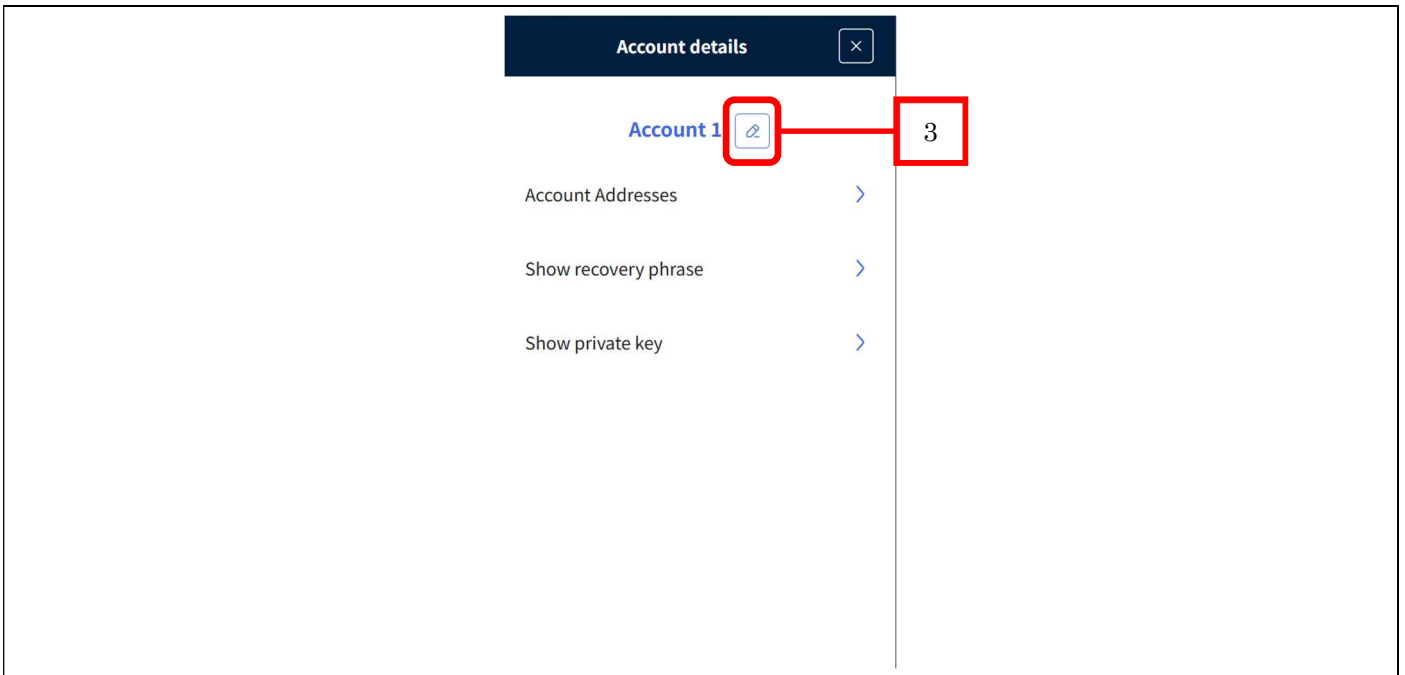 Account details
Account 1
3
Account Addresses
Show recovery phrase
Show private key